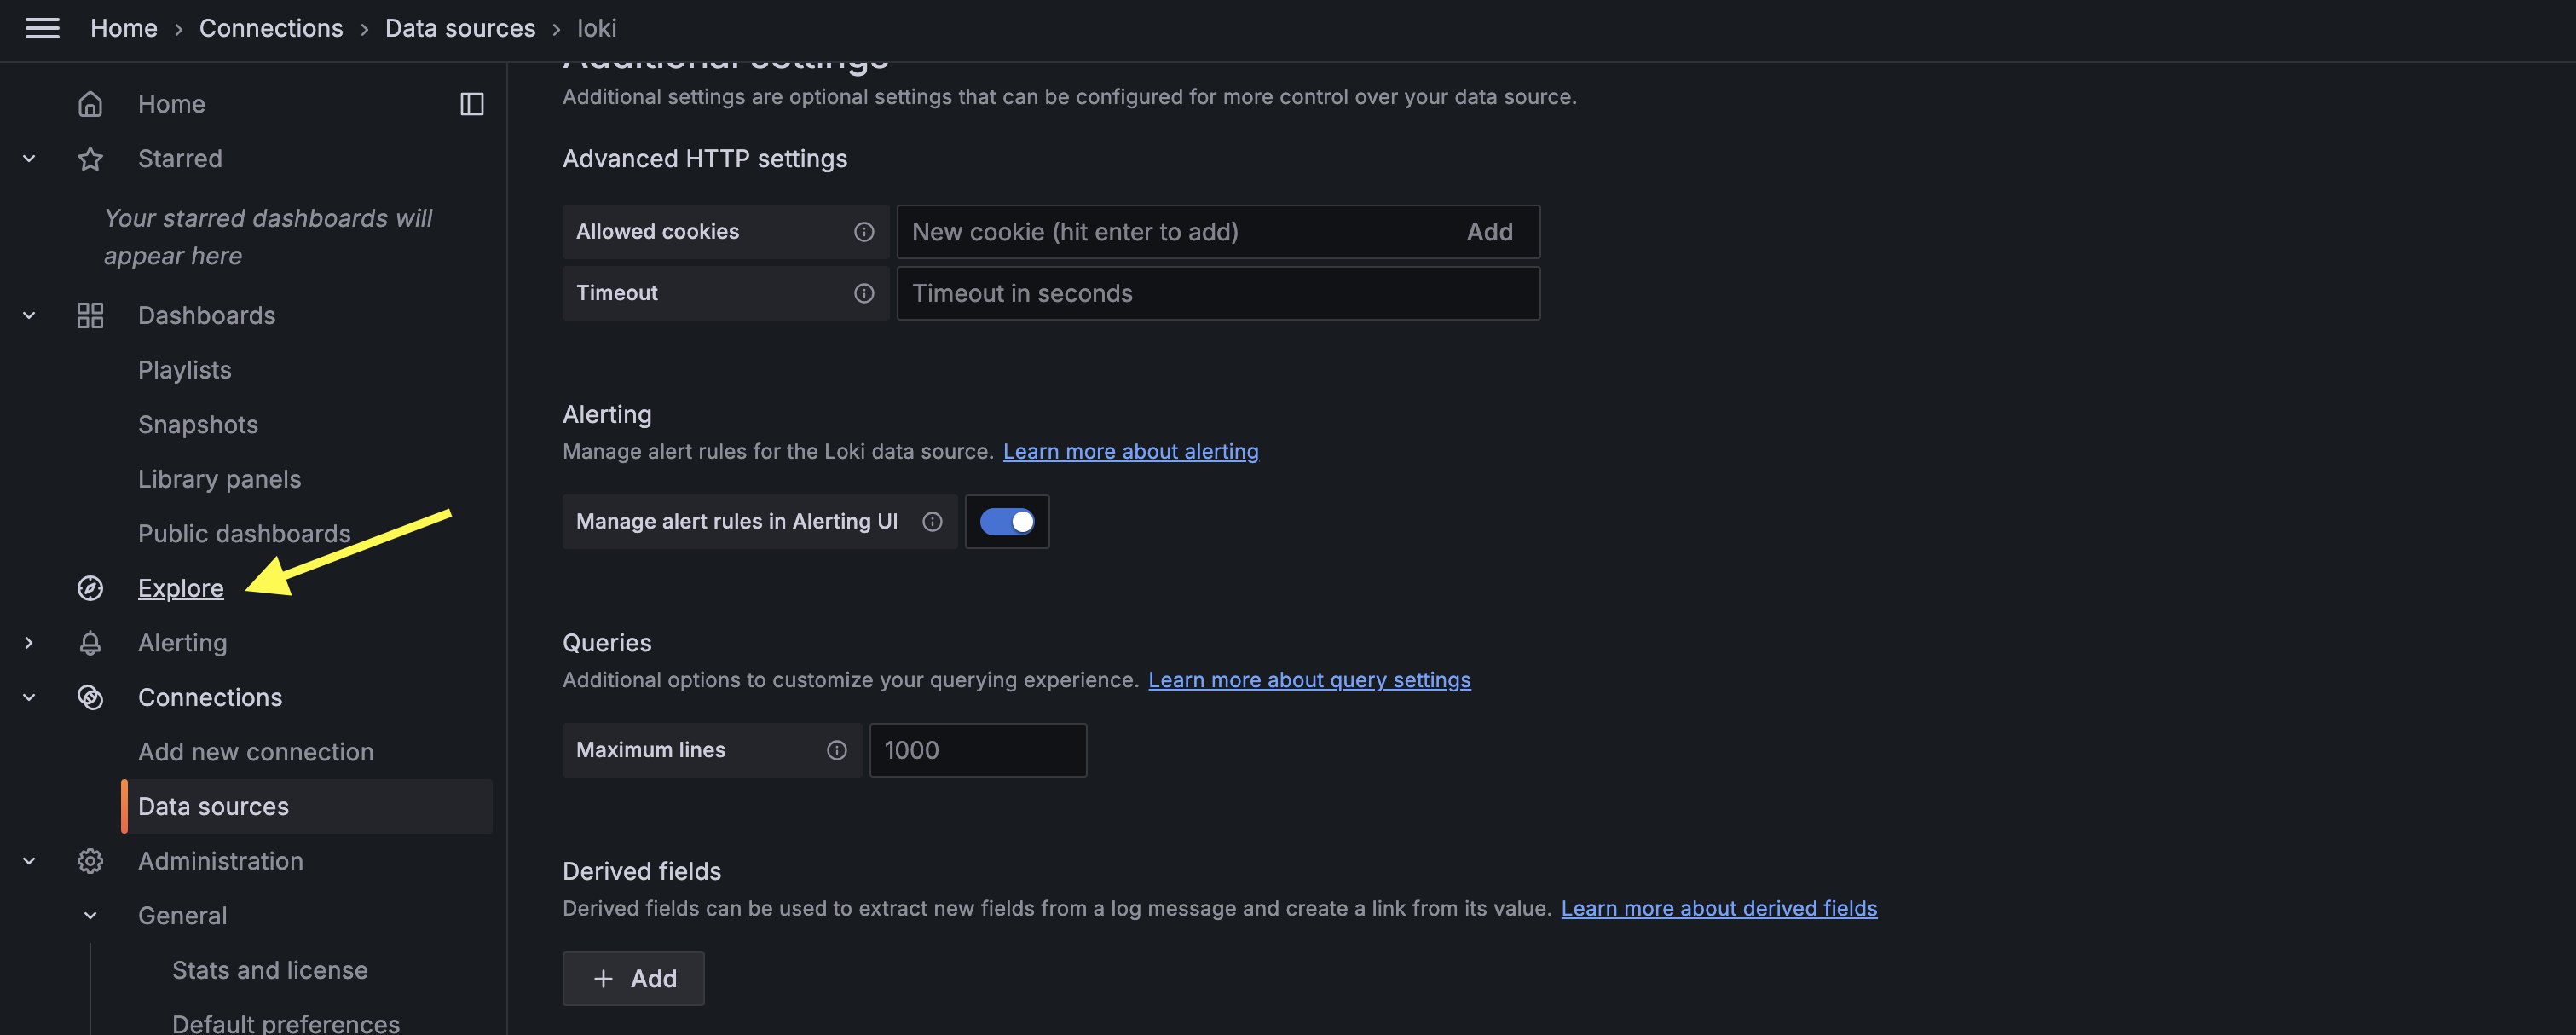 Home > Connections > Data sources > loki
Home
Starred
Your starred dashboards will
appear here
Dashboards
Playlists
Snapshots
Library panels
Public dashboards
Explore
Alerting
Connections
Add new connection
Data sources
Administration
General
Stats and license
Default preferences
Additional settings
Additional settings are optional settings that can be configured for more control over your data source.
Advanced HTTP settings
Allowed cookies New cookie (hit enter to add) Add
Timeout Timeout in seconds
Alerting
Manage alert rules for the Loki data source. Learn more about alerting
Manage alert rules in Alerting UI
Queries
Additional options to customize your querying experience. Learn more about query settings
Maximum lines 1000
Derived fields
Derived fields can be used to extract new fields from a log message and create a link from its value. Learn more about derived fields
+ Add